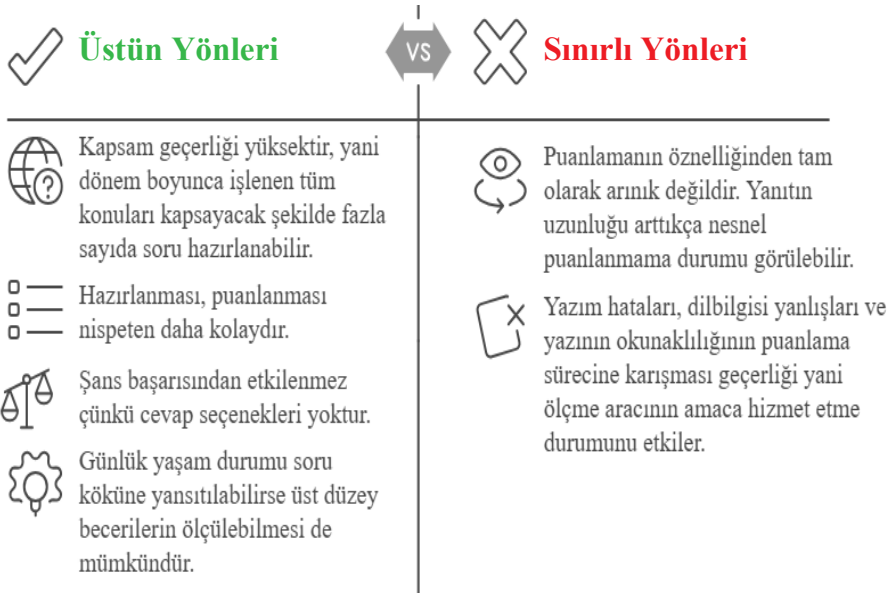 Üstün Yönleri
VS
Sınırlı Yönleri
Kapsam geçerliği yüksektir, yani
dönem boyunca işlenen tüm
konuları kapsayacak şekilde fazla
sayıda soru hazırlanabilir.
Hazırlanması, puanlanması
nispeten daha kolaydır.
Şans başarısından etkilenmez
çünkü cevap seçenekleri yoktur.
Günlük yaşam durumu soru
köküne yansıtılabilirse üst düzey
becerilerin ölçülebilmesi de
mümkündür.
Puanlamanın öznelliğinden tam
olarak arınık değildir. Yanıtın
uzunluğu arttıkça nesnel
puanlanmama durumu görülebilir.
Yazım hataları, dilbilgisi yanlışları ve
yazının okunaklılığının puanlama
sürecine karışması geçerliği yani
ölçme aracının amaca hizmet etme
durumunu etkiler.